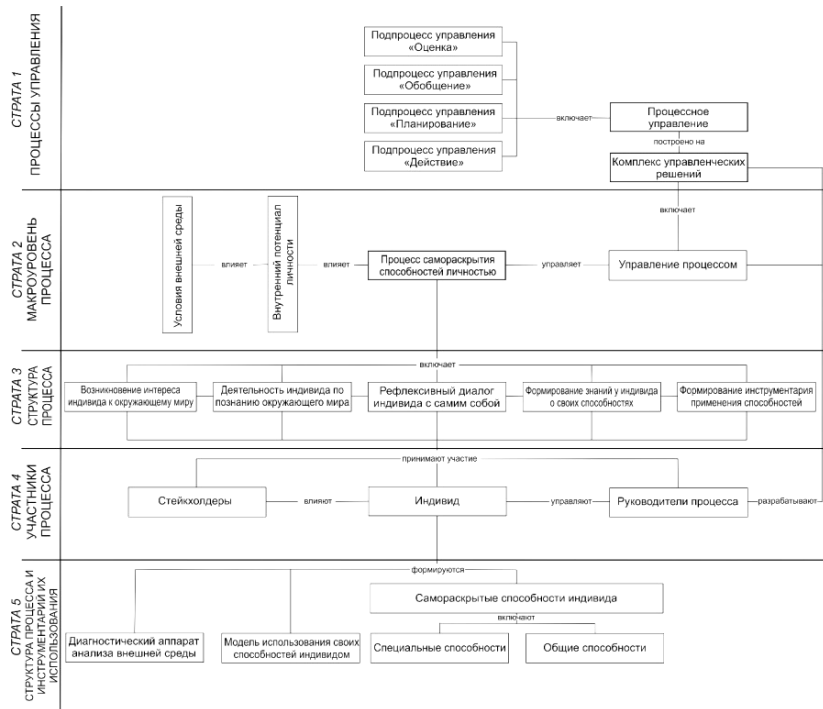 СТРАТА 1
ПРОЦЕССЫ УПРАВЛЕНИЯ
Подпроцесс управления
«Оценка»
Подпроцесс управления
«Обобщение»
Подпроцесс управления
«Планирование»
Подпроцесс управления
«Действие»
включает
Процессное
управление
построено на
Комплекс управленческих
решений
включает
СТРАТА 2
МАКРОУРОВЕНЬ
ПРОЦЕССА
Условия внешней среды
влияет
Внутренний потенциал
личности
влияет
Процесс самораскрытия
способностей личностью
управляет
Управление процессом
СТРАТА 3
СТРУКТУРА
ПРОЦЕССА
включает
Возникновение интереса
индивида к окружающему миру
Деятельность индивида по
познанию окружающего мира
Рефлексивный диалог
индивида с самим собой
Формирование знаний у индивида
о своих способностях
Формирование инструментария
применения способностей
СТРАТА 4
УЧАСТНИКИ
ПРОЦЕССА
принимают участие
Стейкхолдеры
влияют
Индивид
управляют
Руководители процесса
разрабатывают
СТРАТА 5
СТРУКТУРА ПРОЦЕССА И
ИНСТРУМЕНТАРИЙ ИХ
ИСПОЛЬЗОВАНИЯ
формируются
Самораскрытые способности индивида
включают
Диагностический аппарат
анализа внешней среды
Модель использования своих
способностей индивидом
Специальные способности
Общие способности